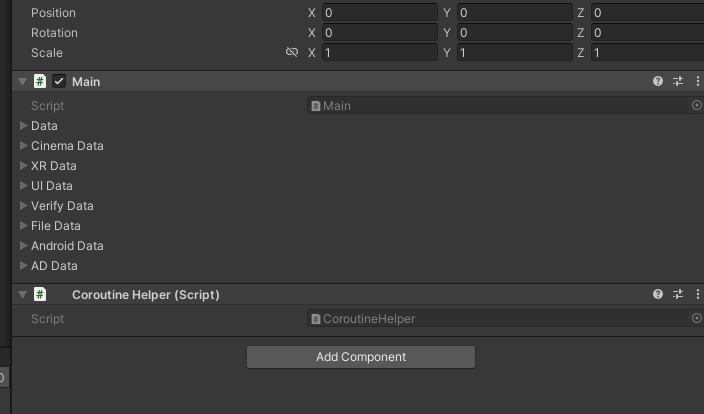 Position X 0 Y 0 Z 0
Rotation X 0 Y 0 Z 0
Scale X 1 Y 1 Z 1
# Main
Script # Main
Data
Cinema Data
XR Data
UI Data
Verify Data
File Data
Android Data
AD Data
# Coroutine Helper (Script)
Script # CoroutineHelper
0
Add Component